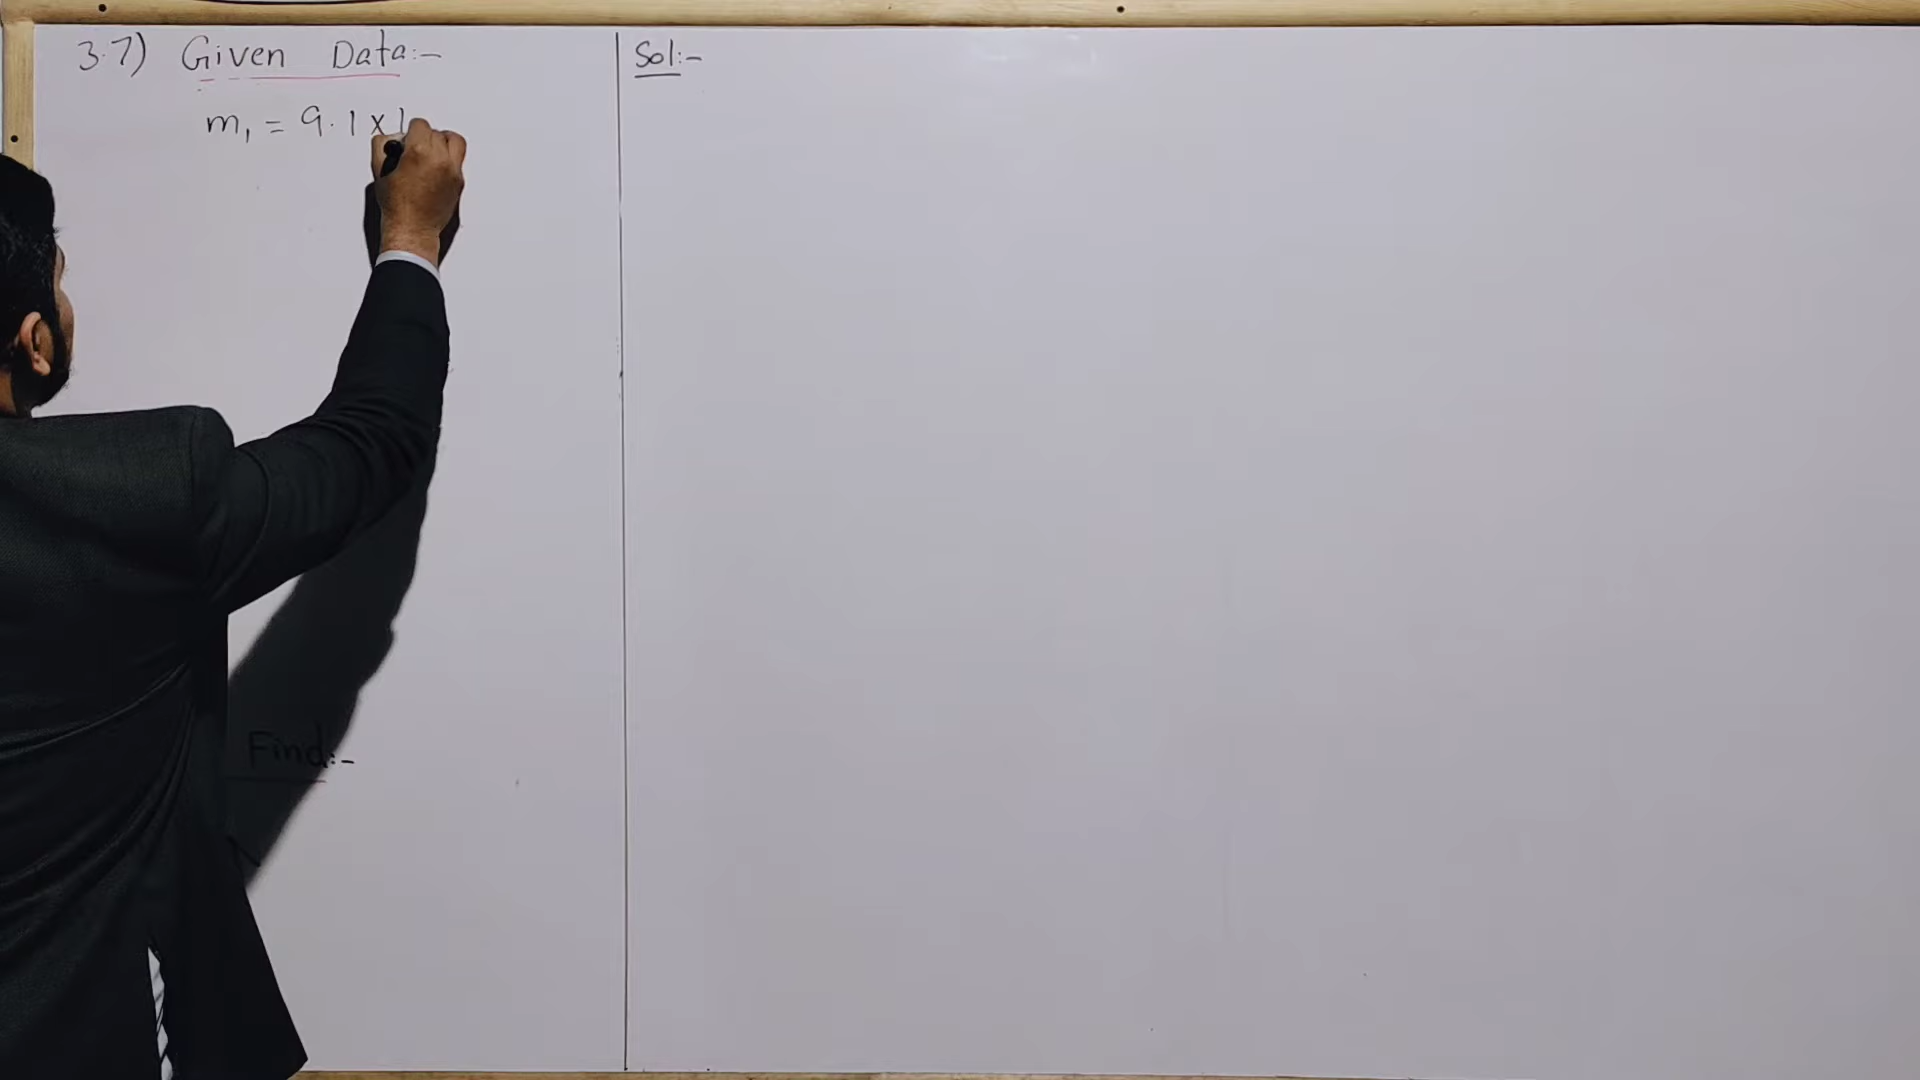 3.7) Given Data:-
m₁ = 9.1 × 1
Find:-
Sol:-